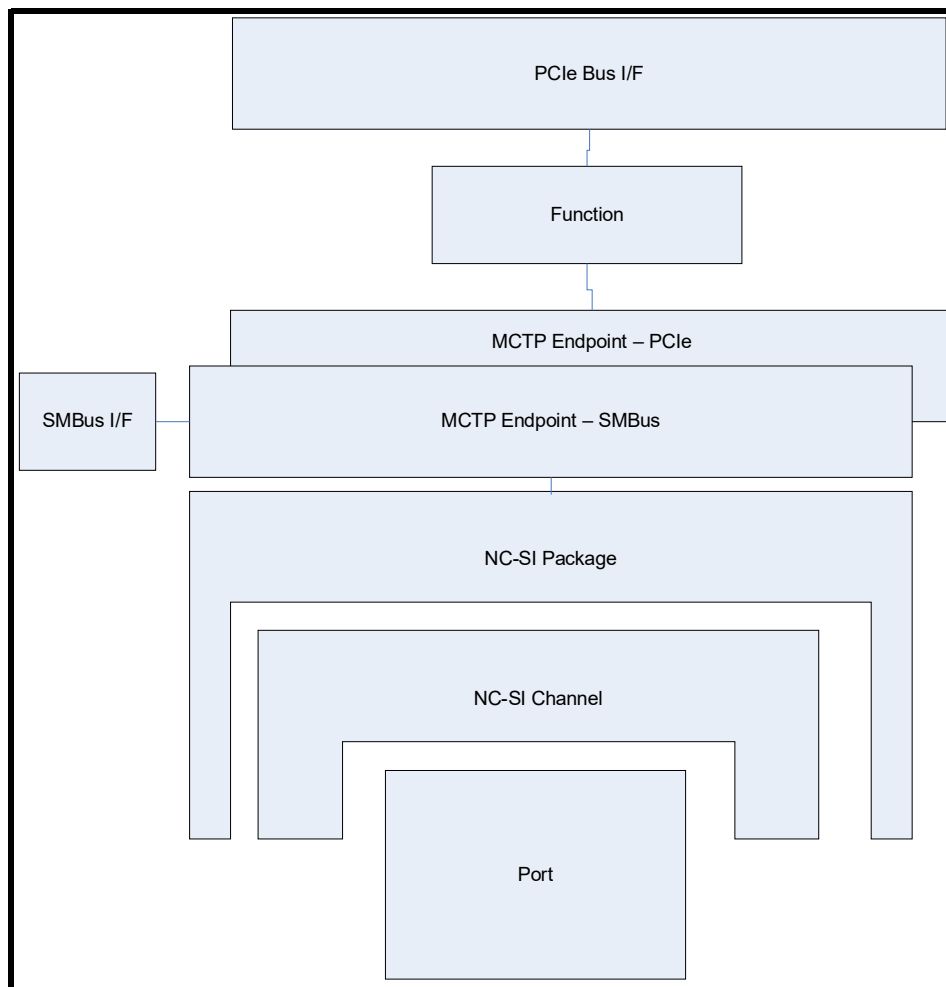 PCIe Bus I/F
Function
MCTP Endpoint – PCIe
SMBus I/F
MCTP Endpoint – SMBus
NC-SI Package
NC-SI Channel
Port